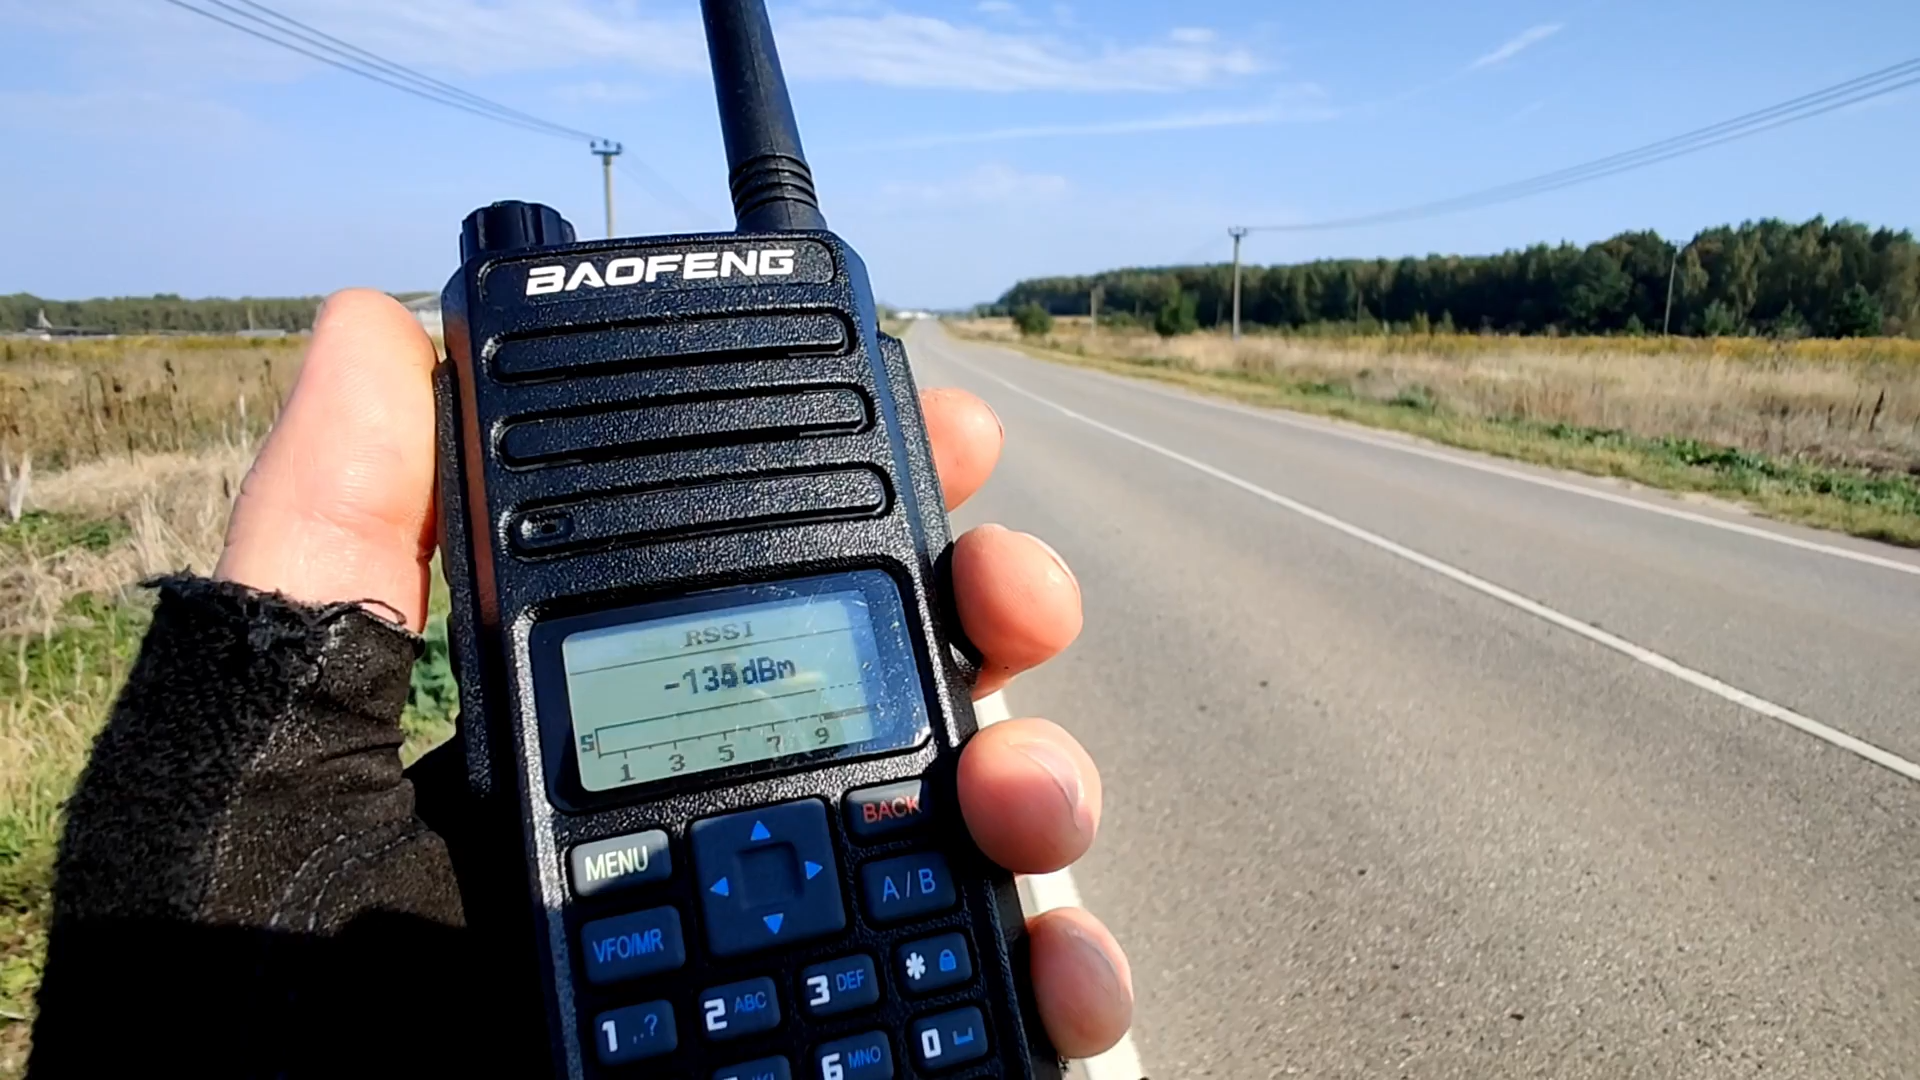 BAOFENG
RSSI
dBm
S
1 3 5 7 9
MENU
BACK
A / B
VFO/MR
1 ..?
2 ABC
3 DEF
*
6 MNO
0